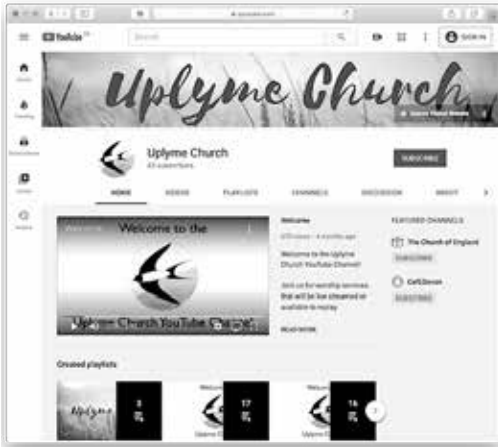 YouTube
Search
SIGN IN
Uplyme Church
Uplyme Church
SUBSCRIBE
HOME
VIDEOS
PLAYLISTS
CHANNELS
DISCUSSION
ABOUT
Welcome to the
Uplyme Church YouTube Channel
Welcome
Welcome to the Uplyme
Church YouTube Channel!
Join us for worship services
that will be live streamed or
available to replay
READ MORE
FEATURED CHANNELS
The Church of England
SUBSCRIBE
SUBSCRIBE
Created playlists
Uplyme
3
17
16